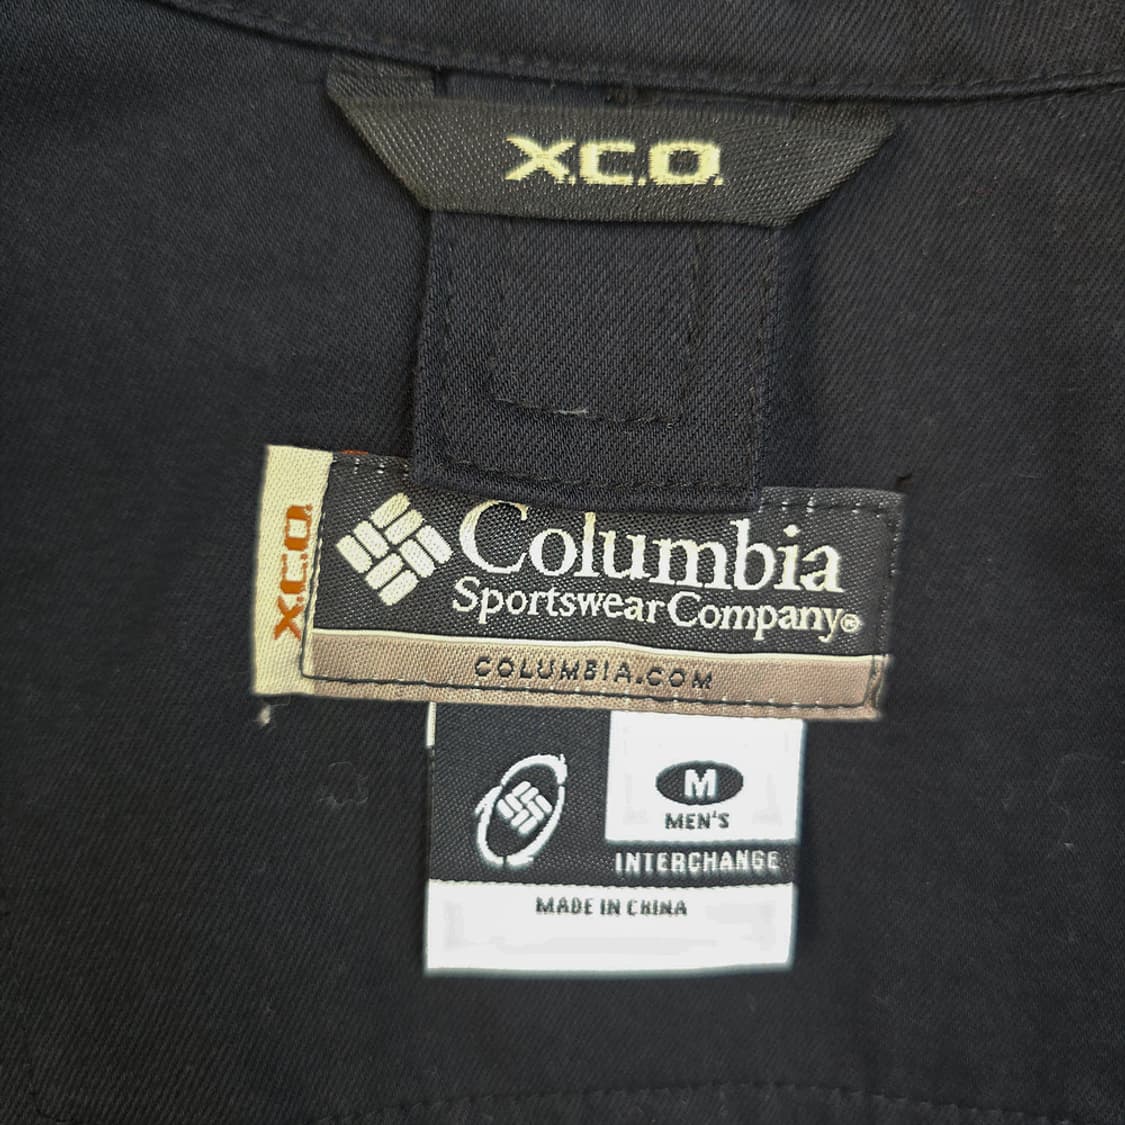 X.C.O.
X.C.O.
Columbia
Sportswear Company®
COLUMBIA.COM
M
MEN'S
INTERCHANGE
MADE IN CHINA